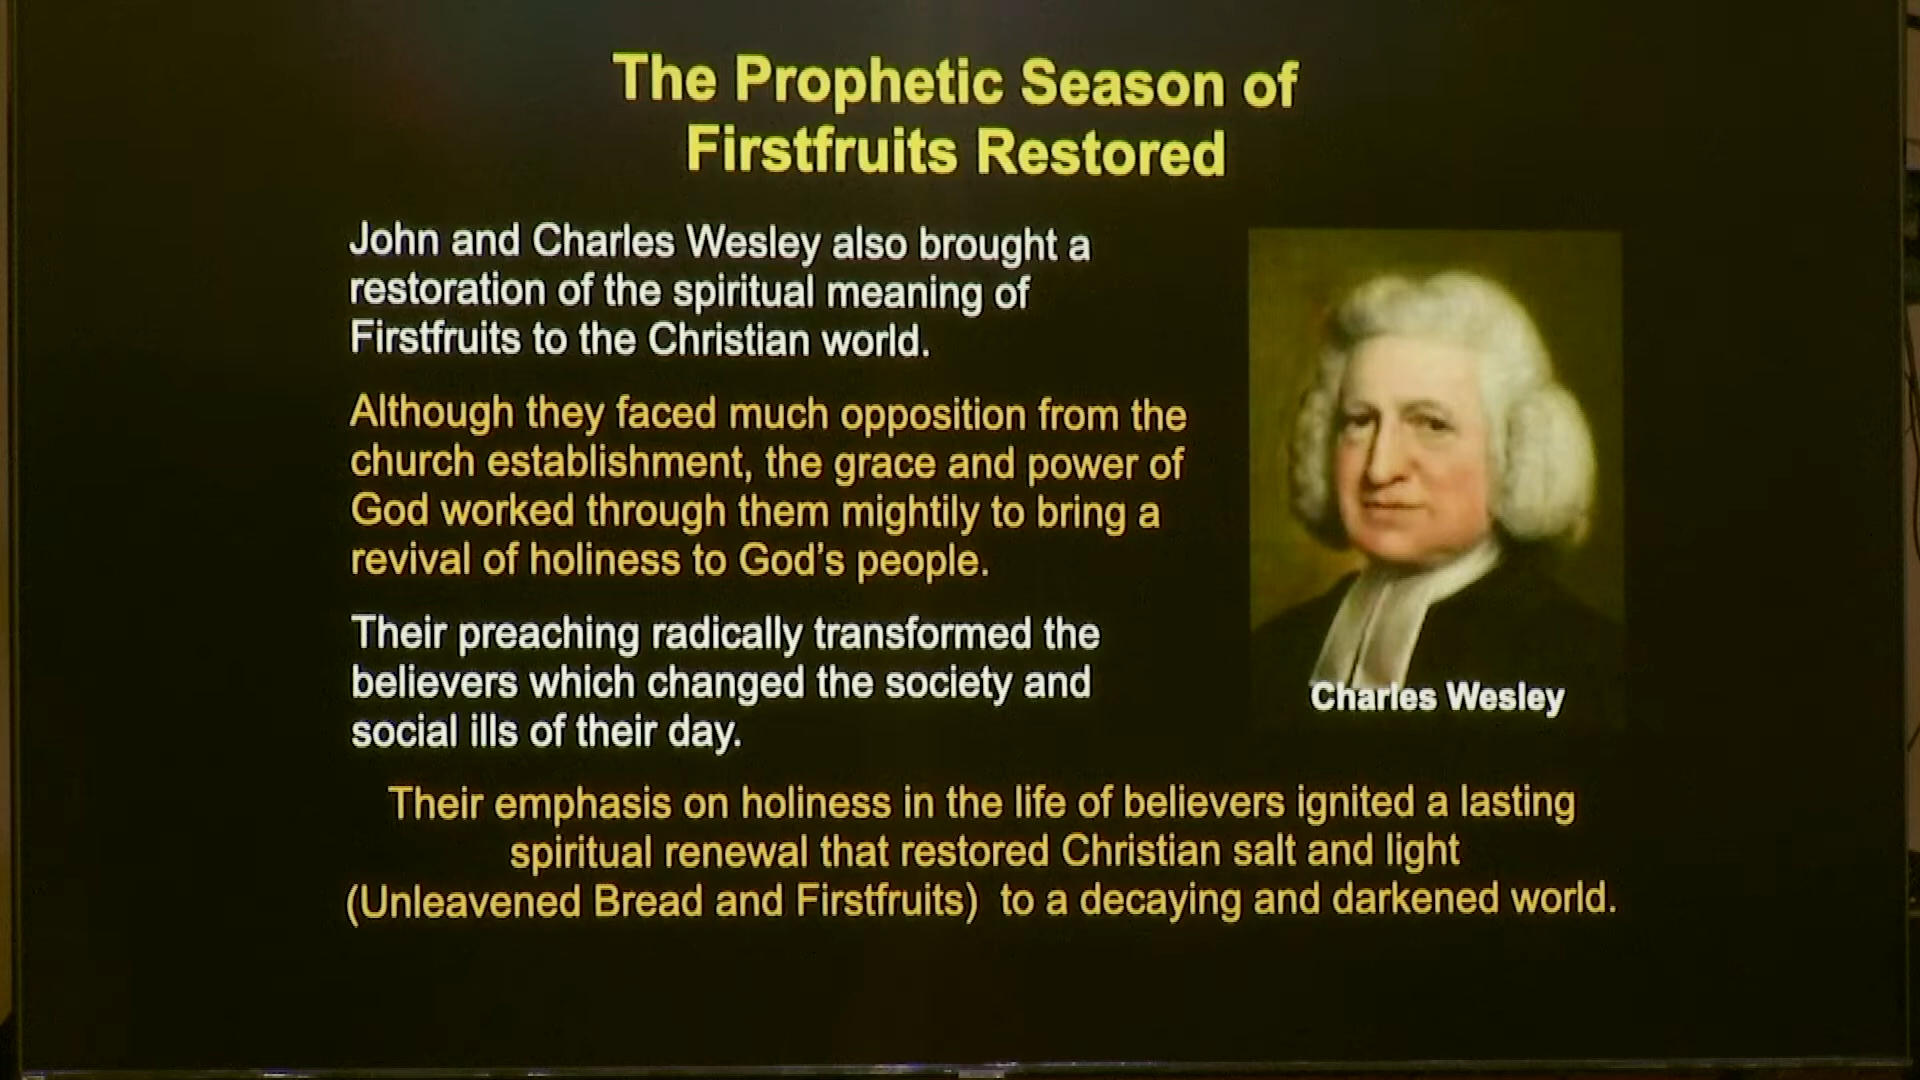 The Prophetic Season of
Firstfruits Restored
John and Charles Wesley also brought a
restoration of the spiritual meaning of
Firstfruits to the Christian world.
Although they faced much opposition from the
church establishment, the grace and power of
God worked through them mightily to bring a
revival of holiness to God’s people.
Their preaching radically transformed the
believers which changed the society and
social ills of their day.
Charles Wesley
Their emphasis on holiness in the life of believers ignited a lasting
spiritual renewal that restored Christian salt and light
(Unleavened Bread and Firstfruits) to a decaying and darkened world.